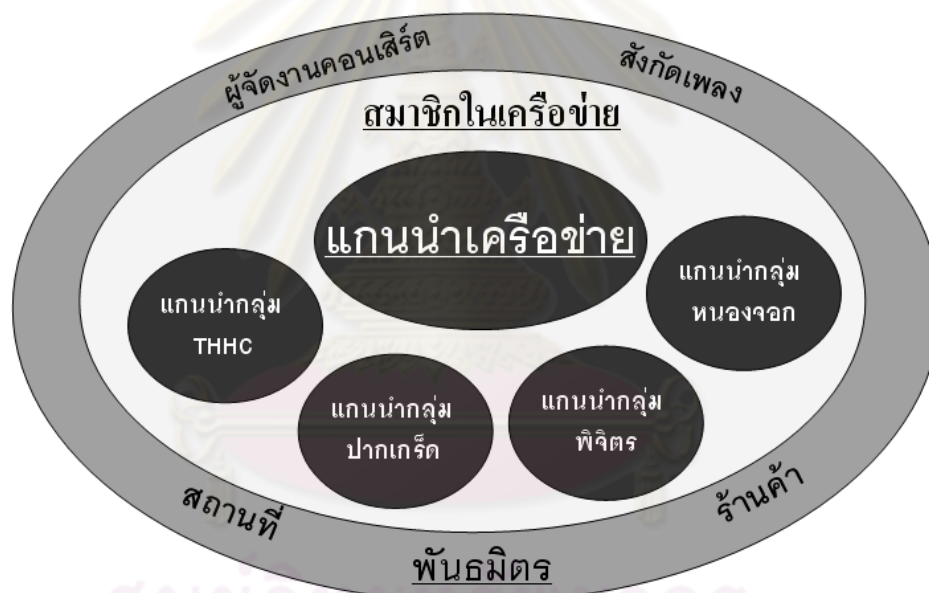 ผู้จัดงานคอนเสิร์ต
สังกัดเพลง
สมาชิกในเครือข่าย
แกนนำเครือข่าย
แกนนำกลุ่ม
หนองจอก
แกนนำกลุ่ม
THHC
แกนนำกลุ่ม
ปากเกร็ด
แกนนำกลุ่ม
พิจิตร
สถานที่
ร้านค้า
พันธมิตร